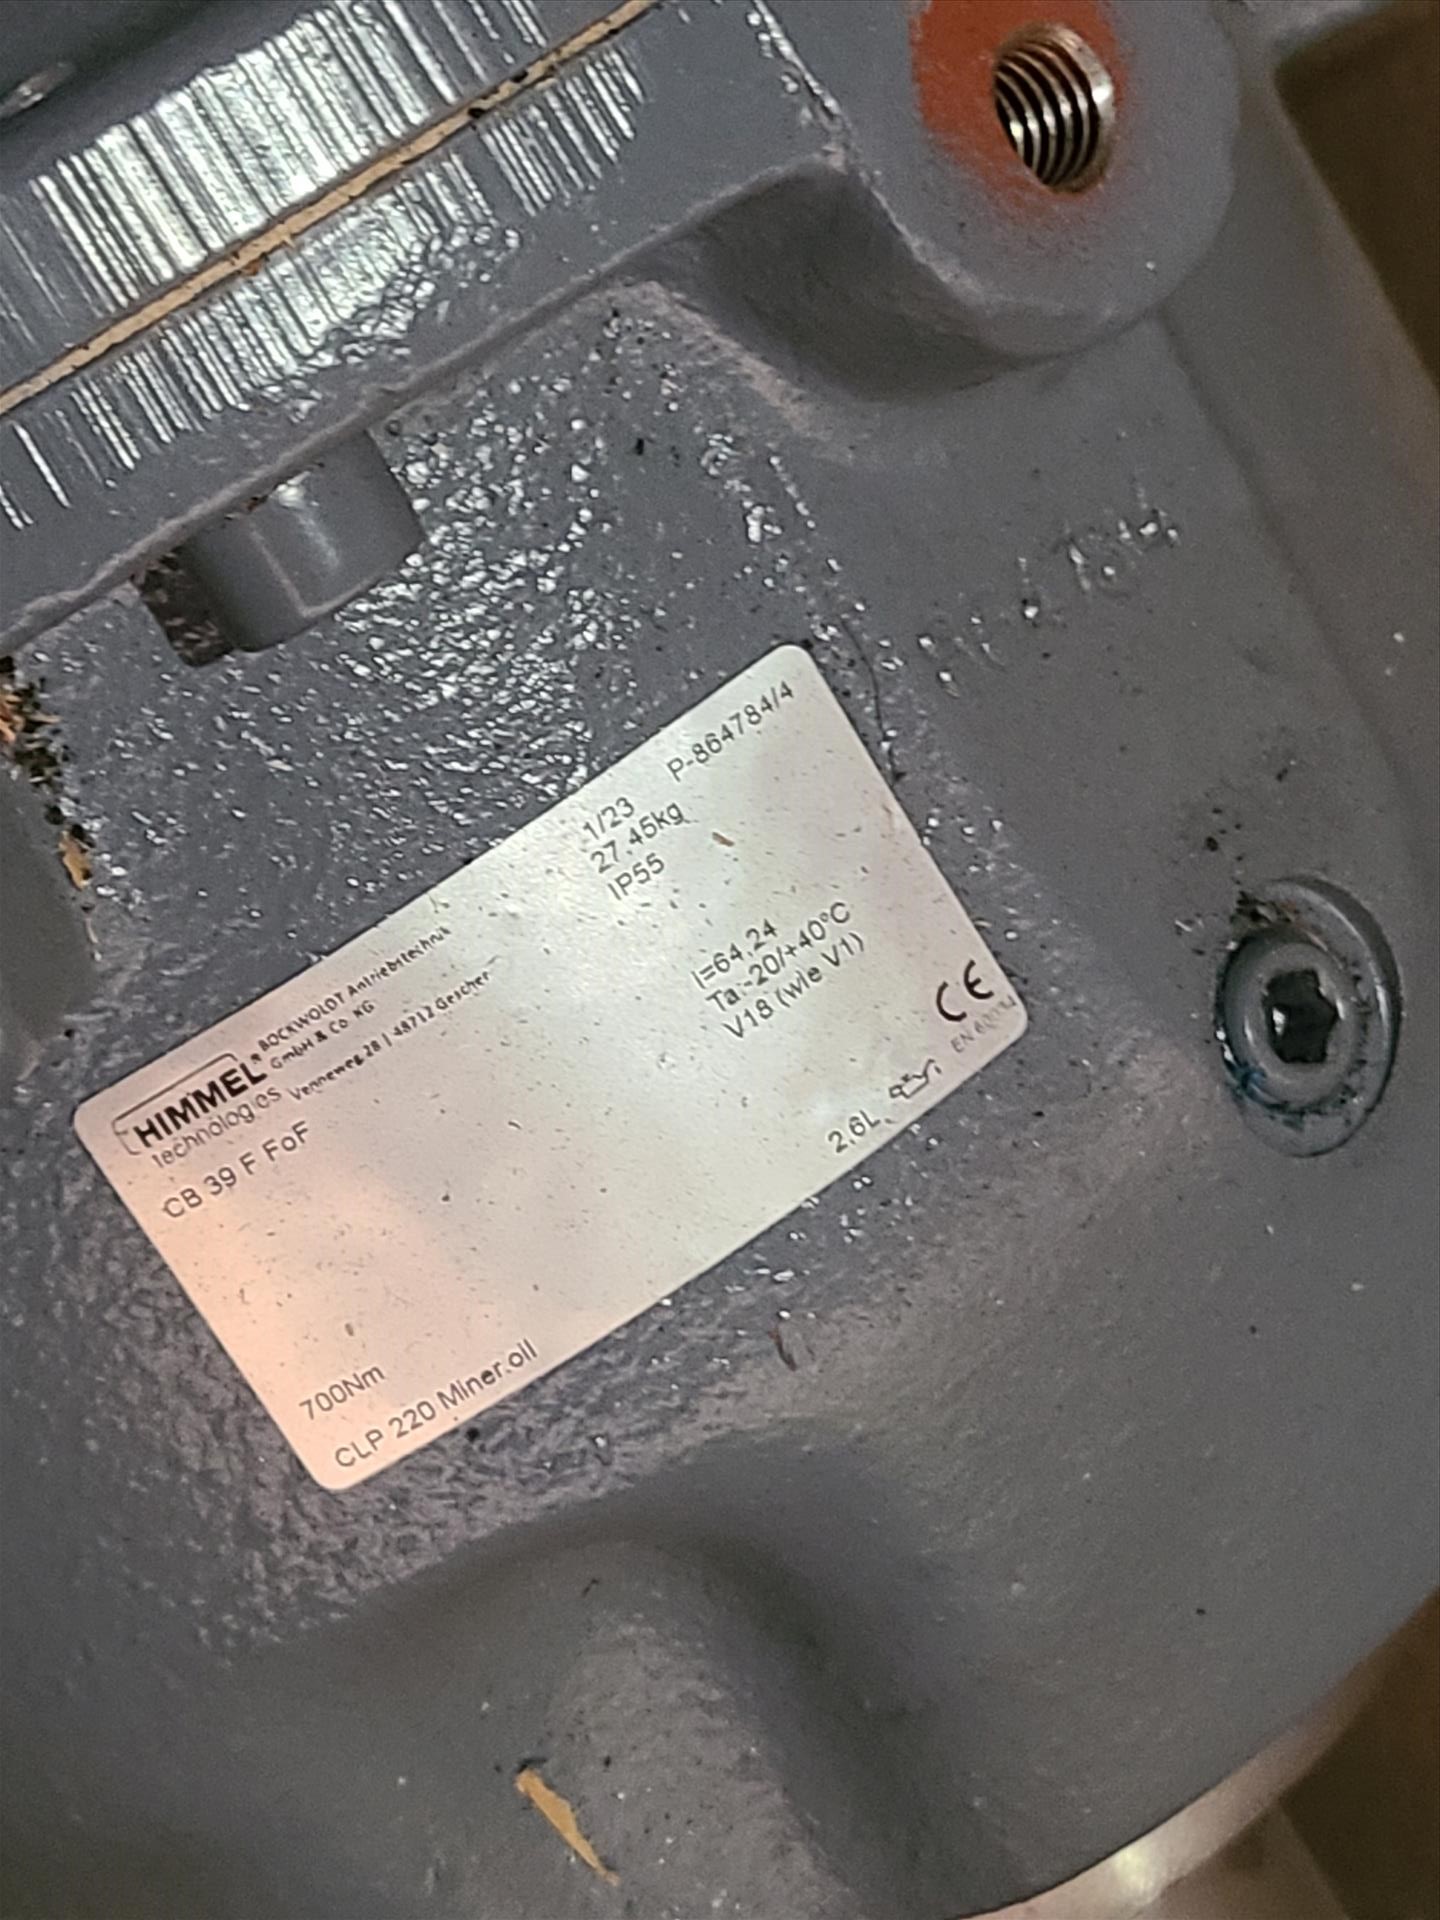 HIMMEL®
technologies
BOCKWOLDT Antriebstechnik
GmbH & Co. KG
Venneweg 28 | 48712 Gescher
1/23 P-864784/4
27.45kg
IP55
CB 39 F FoF
i=64,24
Ta:-20/+40°C
V18 (wie V1)
CE
700Nm
CLP 220 Miner.oil
2.6L